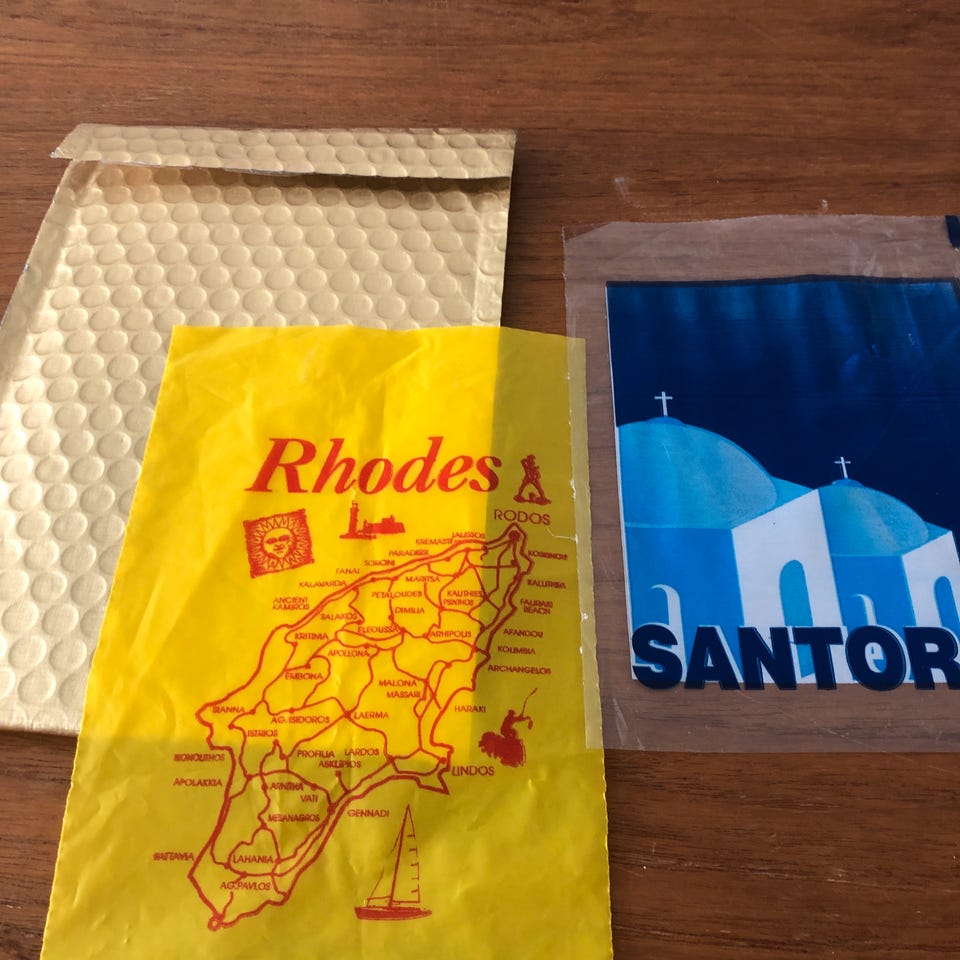 Rhodes
RODOS
JALISSOS
KREMASTI
KOSKINOY
PARADISSI
SORONI
FANAI
MARITSA
KALLITHEA
KALAVARDA
PETALOUDES
KALITHIES
PSINTHOS
ANCIENT
KAMIROS
DIMILIA
FALIRAKI
BEACH
SALAKOS
ELEOUSSA
ARHIPOLIS
AFANDOU
KRITINIA
APOLLONA
KOLIMBIA
ARCHANGELOS
EMBONA
MALONA
MASSARI
SIANNA
AG.ISIDOROS
LAERMA
HARAKI
ISTRIOS
MONOLITHOS
PROFILIA
LARDOS
ASKLIPIOS
LINDOS
APOLAKKIA
ARNITHA
VATI
MESANAGROS
GENNADI
KATTAVIA
LAHANIA
AG.PAVLOS
SANTOR